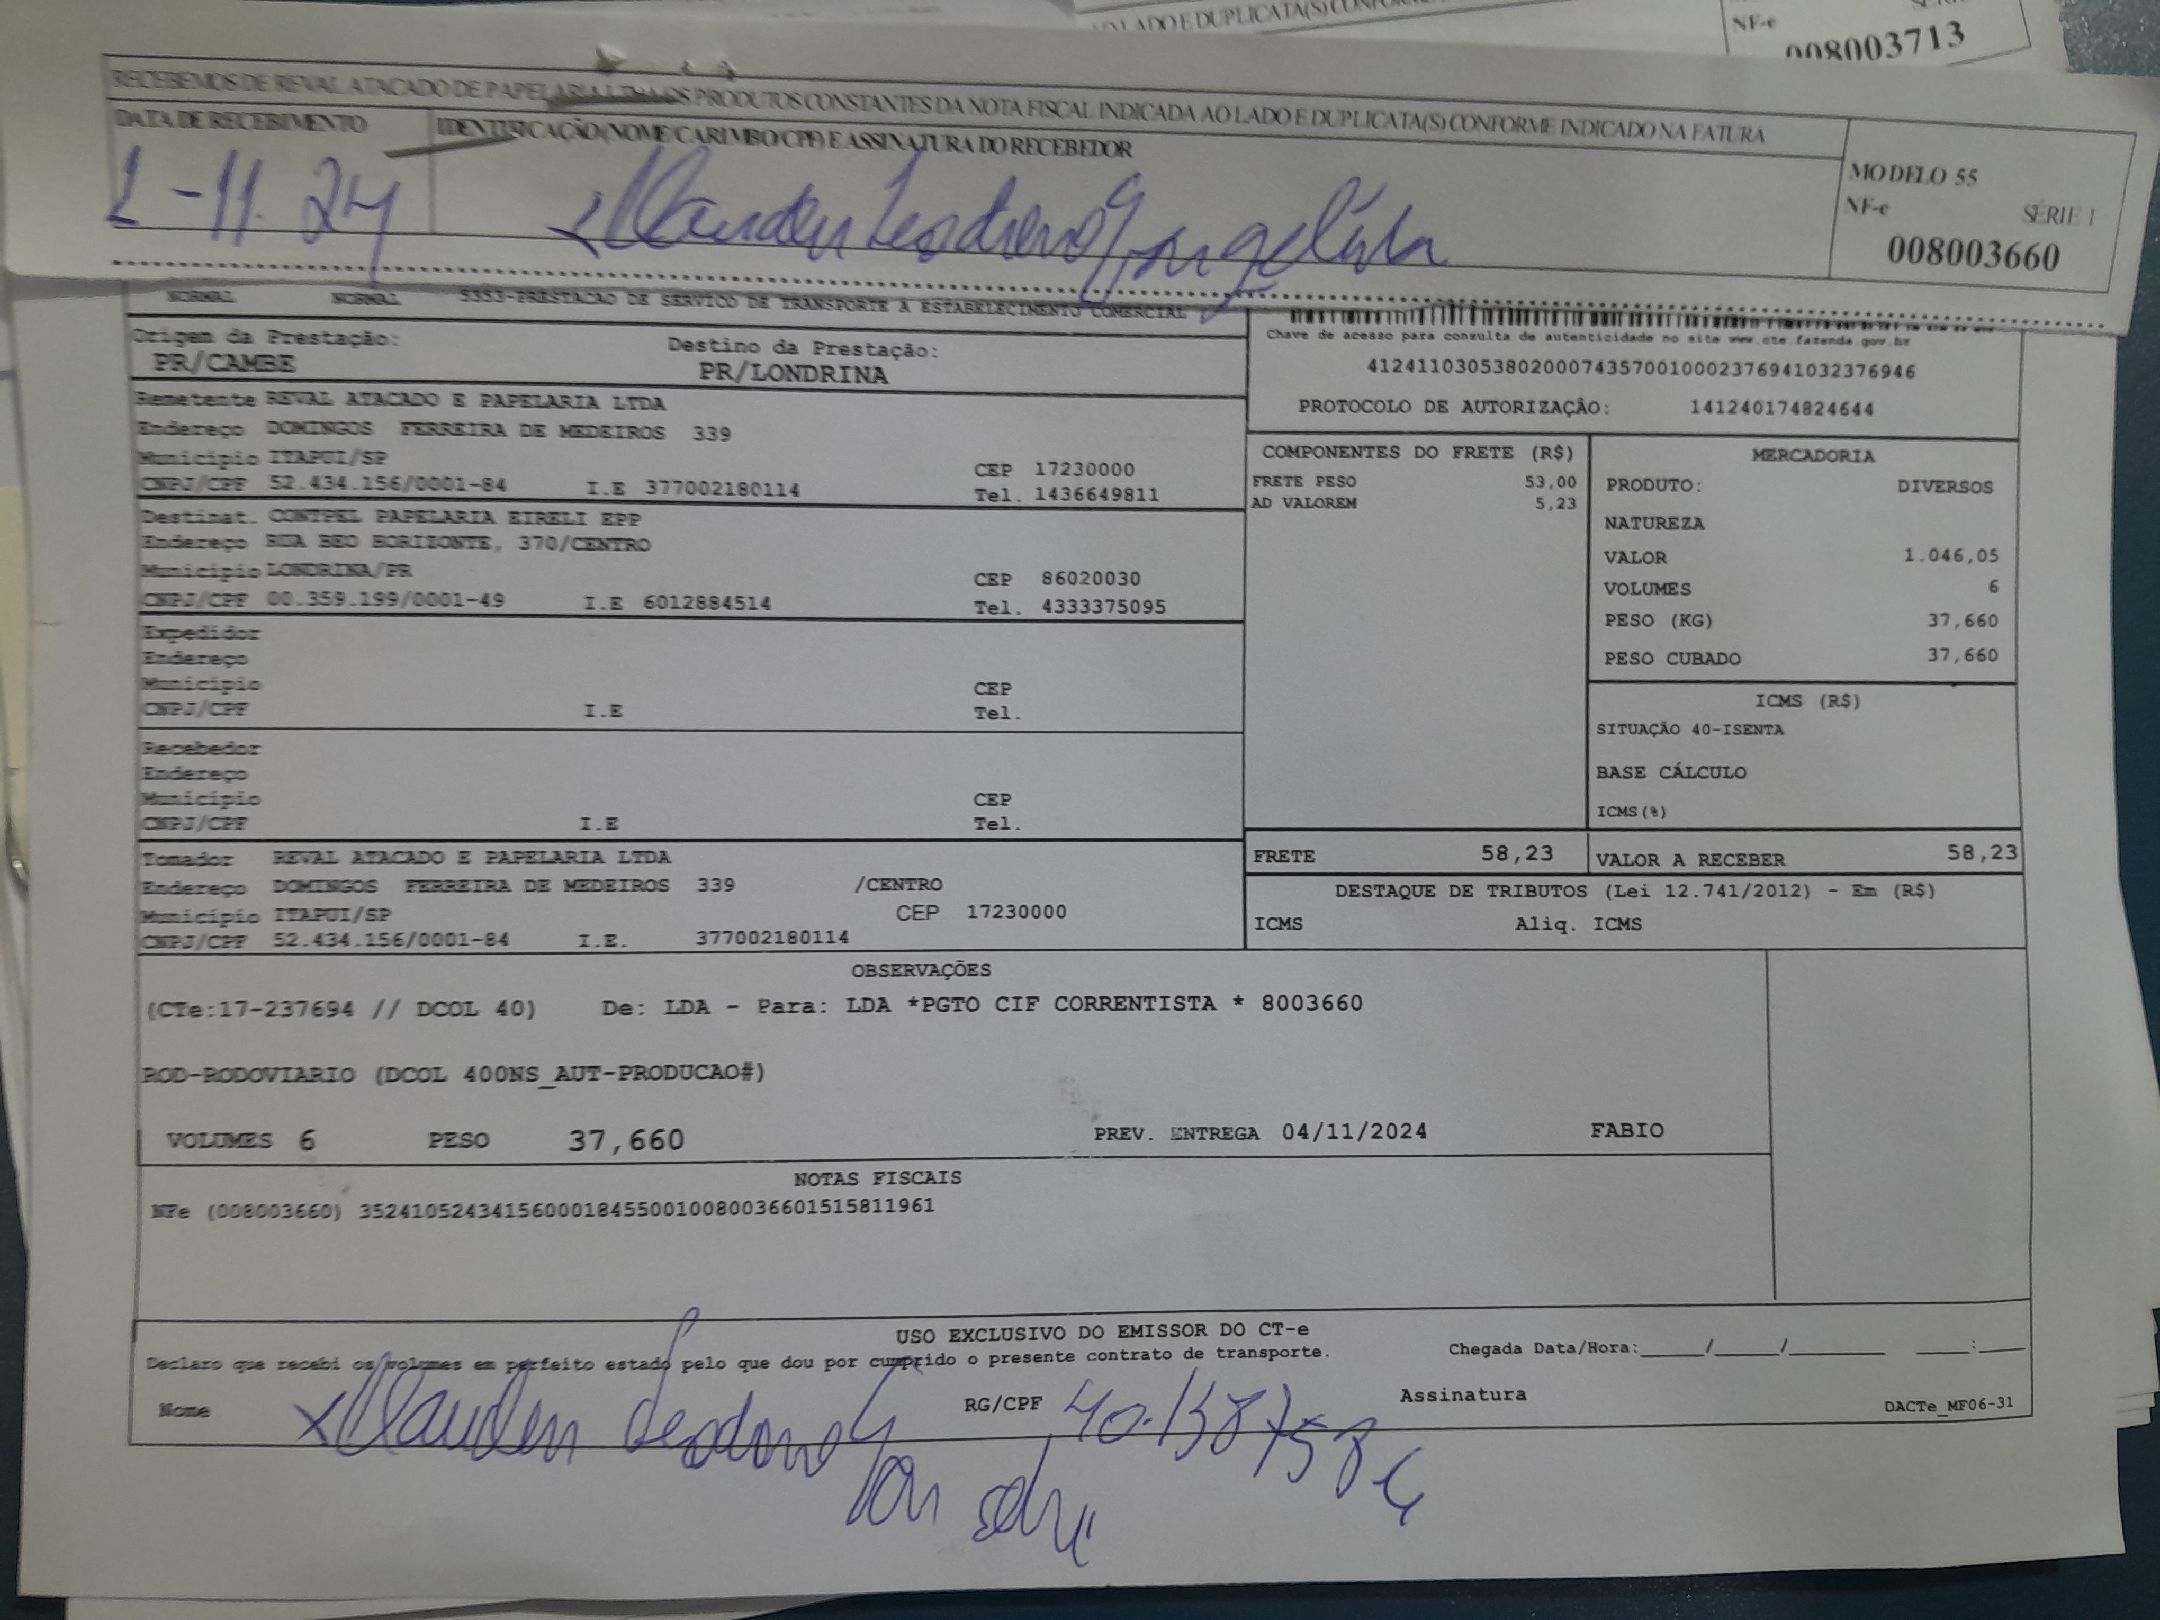 NF-e
008003713
RECEBEMOS DE REVAL ATACADO DE PAPELARIA LTDA OS PRODUTOS CONSTANTES DA NOTA FISCAL INDICADA AO LADO E DUPLICATA(S) CONFORME INDICADO NA FATURA
DATA DE RECEBIMENTO
IDENTIFICAÇÃO (NOME/CARIMBO/CPF) E ASSINATURA DO RECEBEDOR
-11.24
MODELO 55
NF-e SÉRIE 1
008003660
NORMAL NORMAL 5353-PRESTACAO DE SERVICO DE TRANSPORTE A ESTABELECIMENTO COMERCIAL
Origem da Prestação: Destino da Prestação:
PR/CAMBE PR/LONDRINA
Chave de acesso para consulta de autenticidade no site www.cte.fazenda.gov.br
41241103053802000743570010002376941032376946
PROTOCOLO DE AUTORIZAÇÃO: 141240174824644
Remetente REVAL ATACADO E PAPELARIA LTDA
Endereço DOMINGOS FERREIRA DE MEDEIROS 339
Município ITAPUI/SP CEP 17230000
CNPJ/CPF 52.434.156/0001-84 I.E 377002180114 Tel. 1436649811
Destinat. CONTPEL PAPELARIA EIRELI EPP
Endereço RUA BEO HORIZONTE, 370/CENTRO
Município LONDRINA/PR CEP 86020030
CNPJ/CPF 00.359.199/0001-49 I.E 6012884514 Tel. 4333375095
Expedidor
Endereço
Município CEP
CNPJ/CPF I.E Tel.
Recebedor
Endereço
Município CEP
CNPJ/CPF I.E Tel.
Tomador REVAL ATACADO E PAPELARIA LTDA
Endereço DOMINGOS FERREIRA DE MEDEIROS 339 /CENTRO
Município ITAPUI/SP CEP 17230000
CNPJ/CPF 52.434.156/0001-84 I.E. 377002180114
COMPONENTES DO FRETE (R$)
FRETE PESO 53,00
AD VALOREM 5,23
MERCADORIA
PRODUTO: DIVERSOS
NATUREZA
VALOR 1.046,05
VOLUMES 6
PESO (KG) 37,660
PESO CUBADO 37,660
ICMS (R$)
SITUAÇÃO 40-ISENTA
BASE CÁLCULO
ICMS(%)
FRETE 58,23 VALOR A RECEBER 58,23
DESTAQUE DE TRIBUTOS (Lei 12.741/2012) - Em (R$)
ICMS Aliq. ICMS
OBSERVAÇÕES
(CTe:17-237694 // DCOL 40) De: LDA - Para: LDA *PGTO CIF CORRENTISTA * 8003660
ROD-RODOVIARIO (DCOL 400NS_AUT-PRODUCAO#)
VOLUMES 6 PESO 37,660 PREV. ENTREGA 04/11/2024 FABIO
NOTAS FISCAIS
NFe (008003660) 35241052434156000184550010080036601515811961
USO EXCLUSIVO DO EMISSOR DO CT-e
Declaro que recebi os volumes em perfeito estado pelo que dou por cumprido o presente contrato de transporte. Chegada Data/Hora:_____/_____/________ ____:____
Nome RG/CPF Assinatura
DACTe_MF06-31